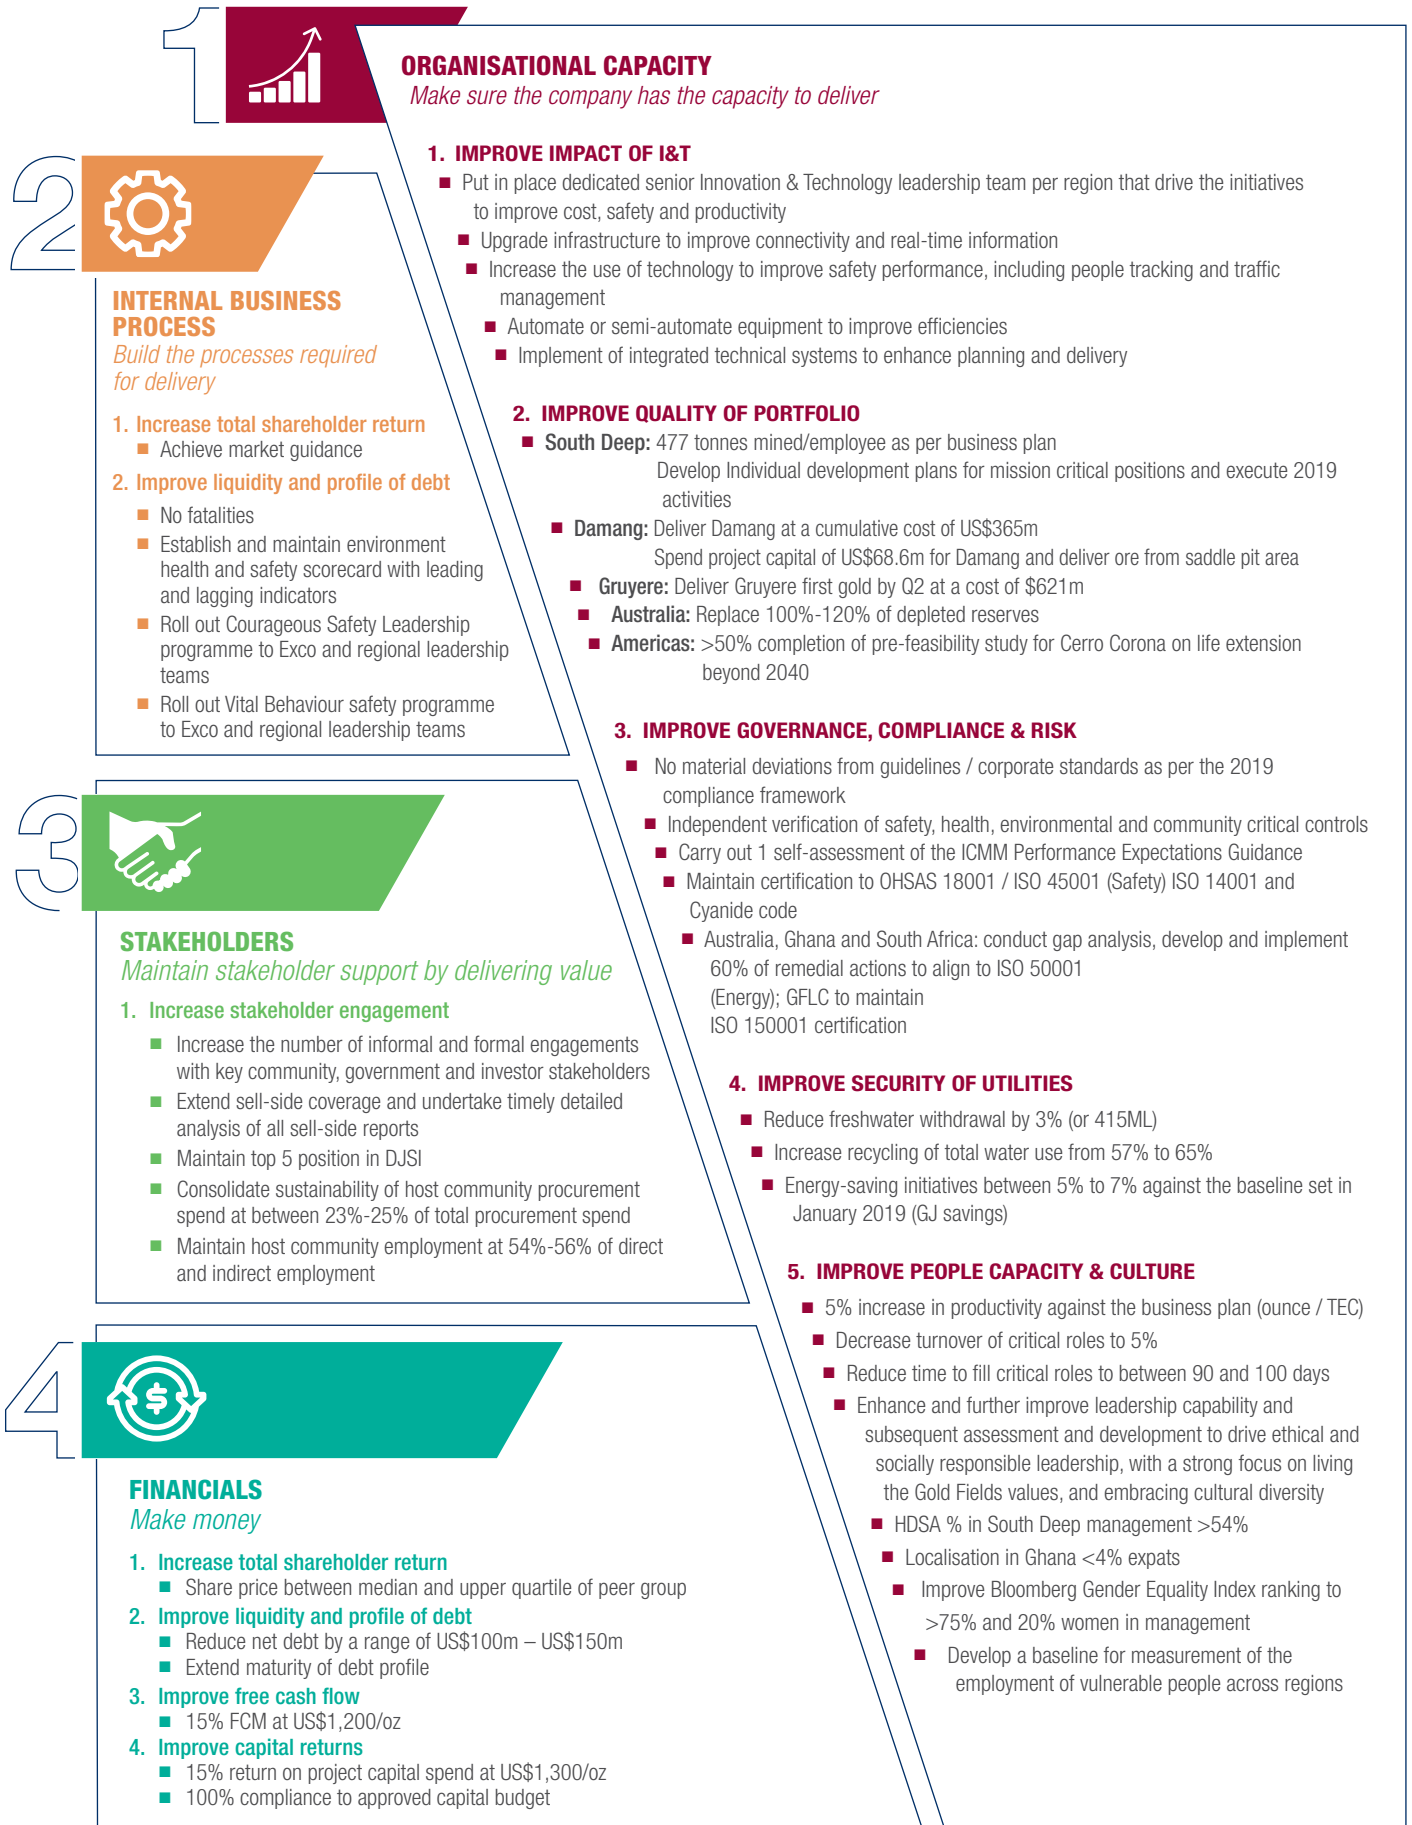 1
ORGANISATIONAL CAPACITY
Make sure the company has the capacity to deliver
1. IMPROVE IMPACT OF I&T
Put in place dedicated senior Innovation & Technology leadership team per region that drive the initiatives
to improve cost, safety and productivity
Upgrade infrastructure to improve connectivity and real-time information
Increase the use of technology to improve safety performance, including people tracking and traffic
management
Automate or semi-automate equipment to improve efficiencies
Implement of integrated technical systems to enhance planning and delivery
2. IMPROVE QUALITY OF PORTFOLIO
South Deep: 477 tonnes mined/employee as per business plan
Develop Individual development plans for mission critical positions and execute 2019
activities
Damang: Deliver Damang at a cumulative cost of US$365m
Spend project capital of US$68.6m for Damang and deliver ore from saddle pit area
Gruyere: Deliver Gruyere first gold by Q2 at a cost of $621m
Australia: Replace 100%-120% of depleted reserves
Americas: >50% completion of pre-feasibility study for Cerro Corona on life extension
beyond 2040
3. IMPROVE GOVERNANCE, COMPLIANCE & RISK
No material deviations from guidelines / corporate standards as per the 2019
compliance framework
Independent verification of safety, health, environmental and community critical controls
Carry out 1 self-assessment of the ICMM Performance Expectations Guidance
Maintain certification to OHSAS 18001 / ISO 45001 (Safety) ISO 14001 and
Cyanide code
Australia, Ghana and South Africa: conduct gap analysis, develop and implement
60% of remedial actions to align to ISO 50001
(Energy); GFLC to maintain
ISO 150001 certification
4. IMPROVE SECURITY OF UTILITIES
Reduce freshwater withdrawal by 3% (or 415ML)
Increase recycling of total water use from 57% to 65%
Energy-saving initiatives between 5% to 7% against the baseline set in
January 2019 (GJ savings)
5. IMPROVE PEOPLE CAPACITY & CULTURE
5% increase in productivity against the business plan (ounce / TEC)
Decrease turnover of critical roles to 5%
Reduce time to fill critical roles to between 90 and 100 days
Enhance and further improve leadership capability and
subsequent assessment and development to drive ethical and
socially responsible leadership, with a strong focus on living
the Gold Fields values, and embracing cultural diversity
HDSA % in South Deep management >54%
Localisation in Ghana <4% expats
Improve Bloomberg Gender Equality Index ranking to
>75% and 20% women in management
Develop a baseline for measurement of the
employment of vulnerable people across regions
2
INTERNAL BUSINESS
PROCESS
Build the processes required
for delivery
1. Increase total shareholder return
Achieve market guidance
2. Improve liquidity and profile of debt
No fatalities
Establish and maintain environment
health and safety scorecard with leading
and lagging indicators
Roll out Courageous Safety Leadership
programme to Exco and regional leadership
teams
Roll out Vital Behaviour safety programme
to Exco and regional leadership teams
3
STAKEHOLDERS
Maintain stakeholder support by delivering value
1. Increase stakeholder engagement
Increase the number of informal and formal engagements
with key community, government and investor stakeholders
Extend sell-side coverage and undertake timely detailed
analysis of all sell-side reports
Maintain top 5 position in DJSI
Consolidate sustainability of host community procurement
spend at between 23%-25% of total procurement spend
Maintain host community employment at 54%-56% of direct
and indirect employment
4
$
FINANCIALS
Make money
1. Increase total shareholder return
Share price between median and upper quartile of peer group
2. Improve liquidity and profile of debt
Reduce net debt by a range of US$100m – US$150m
Extend maturity of debt profile
3. Improve free cash flow
15% FCM at US$1,200/oz
4. Improve capital returns
15% return on project capital spend at US$1,300/oz
100% compliance to approved capital budget